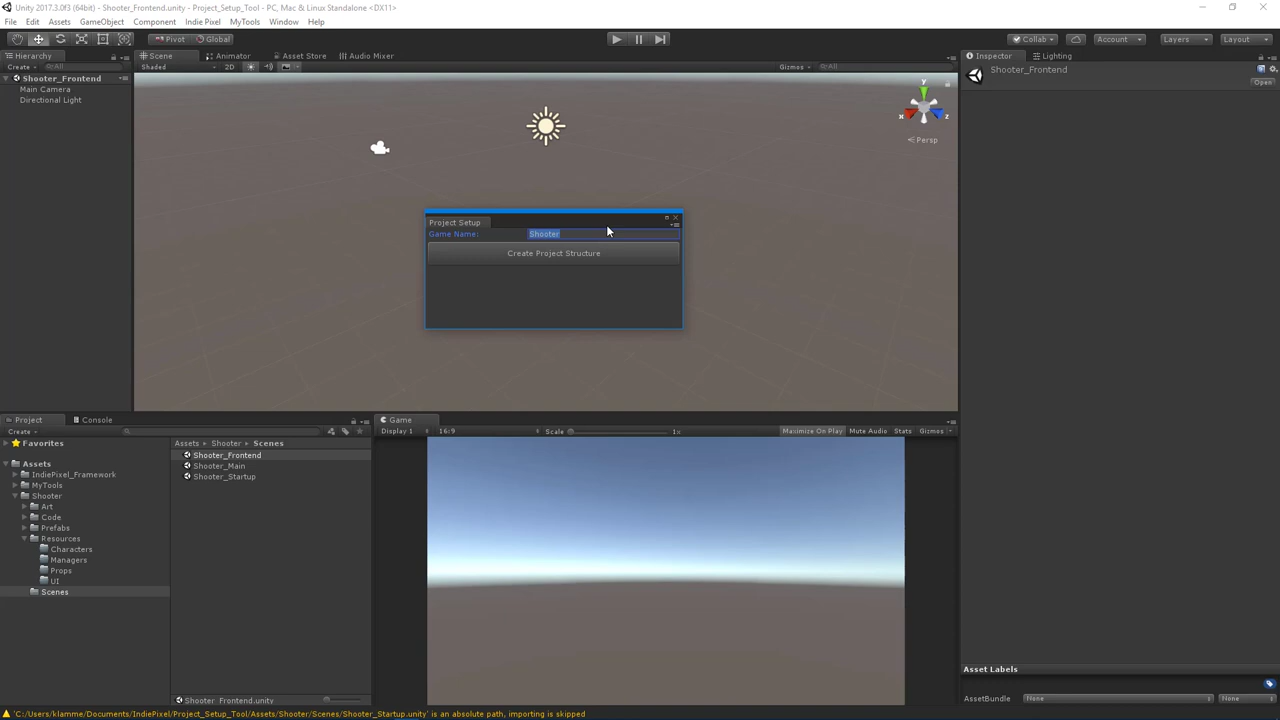 Unity 2017.3.0f3 (64bit) - Shooter_Frontend.unity - Project_Setup_Tool - PC, Mac & Linux Standalone <DX11>
File Edit Assets GameObject Component Indie Pixel MyTools Window Help
Pivot Global Collab Account Layers Layout
Hierarchy Scene Animator Asset Store Audio Mixer Inspector Lighting
Create All Shaded 2D Gizmos All
Shooter_Frontend Shooter_Frontend
Open
Main Camera
Directional Light
y
x z
Persp
Project Setup
Game Name: Shooter
Create Project Structure
Project Console Game
Create Display 1 16:9 Scale 1x Maximize On Play Mute Audio Stats Gizmos
Favorites Assets Shooter Scenes
Shooter_Frontend
Assets Shooter_Main
IndiePixel_Framework Shooter_Startup
MyTools
Shooter
Art
Code
Prefabs
Resources
Characters
Managers
Props
UI
Scenes
Asset Labels
Shooter_Frontend.unity AssetBundle None None
'C:/Users/klamme/Documents/IndiePixel/Project_Setup_Tool/Assets/Shooter/Scenes/Shooter_Startup.unity' is an absolute path, importing is skipped